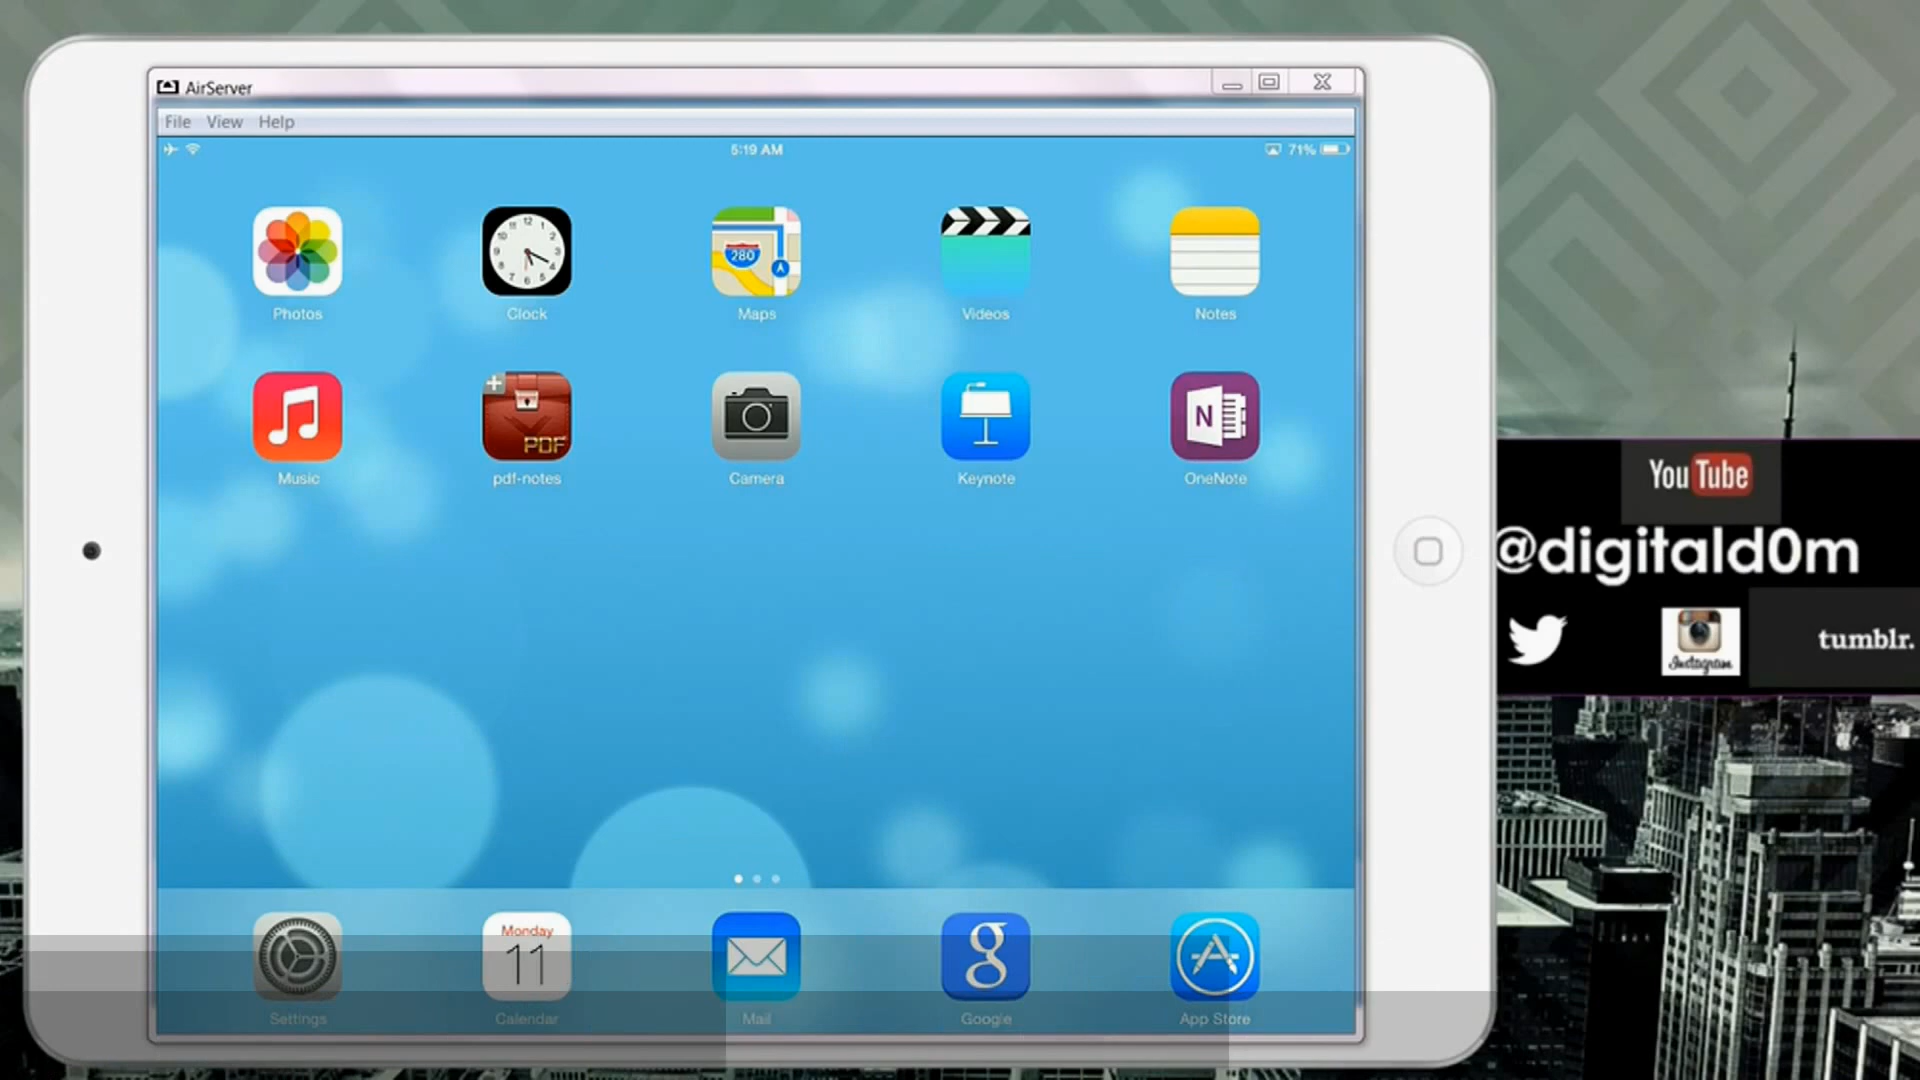 AirServer
File View Help
5:19 AM
71%
280
Photos
Clock
Maps
Videos
Notes
PDF
N
Music
pdf-notes
Camera
Keynote
OneNote
Monday
11
g
Settings
Calendar
Mail
Google
App Store
YouTube
@digitald0m
Instagram
tumblr.